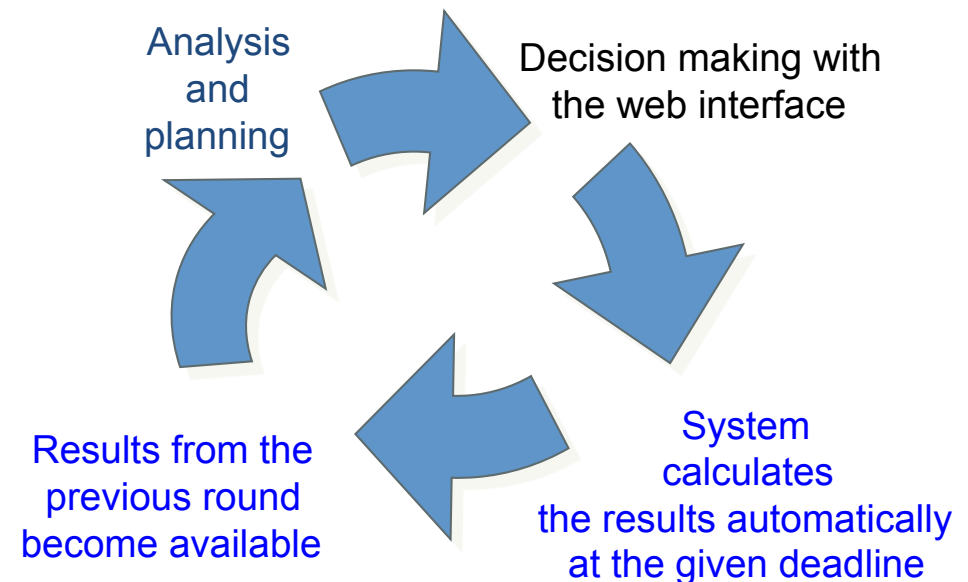 Analysis
and
planning
Decision making with
the web interface
System
calculates
the results automatically
at the given deadline
Results from the
previous round
become available